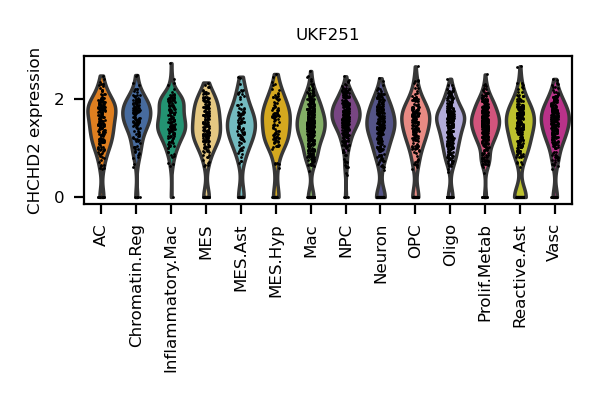 UKF251
CHCHD2 expression
2
0
AC
Chromatin.Reg
Inflammatory.Mac
MES
MES.Ast
MES.Hyp
Mac
NPC
Neuron
OPC
Oligo
Prolif.Metab
Reactive.Ast
Vasc